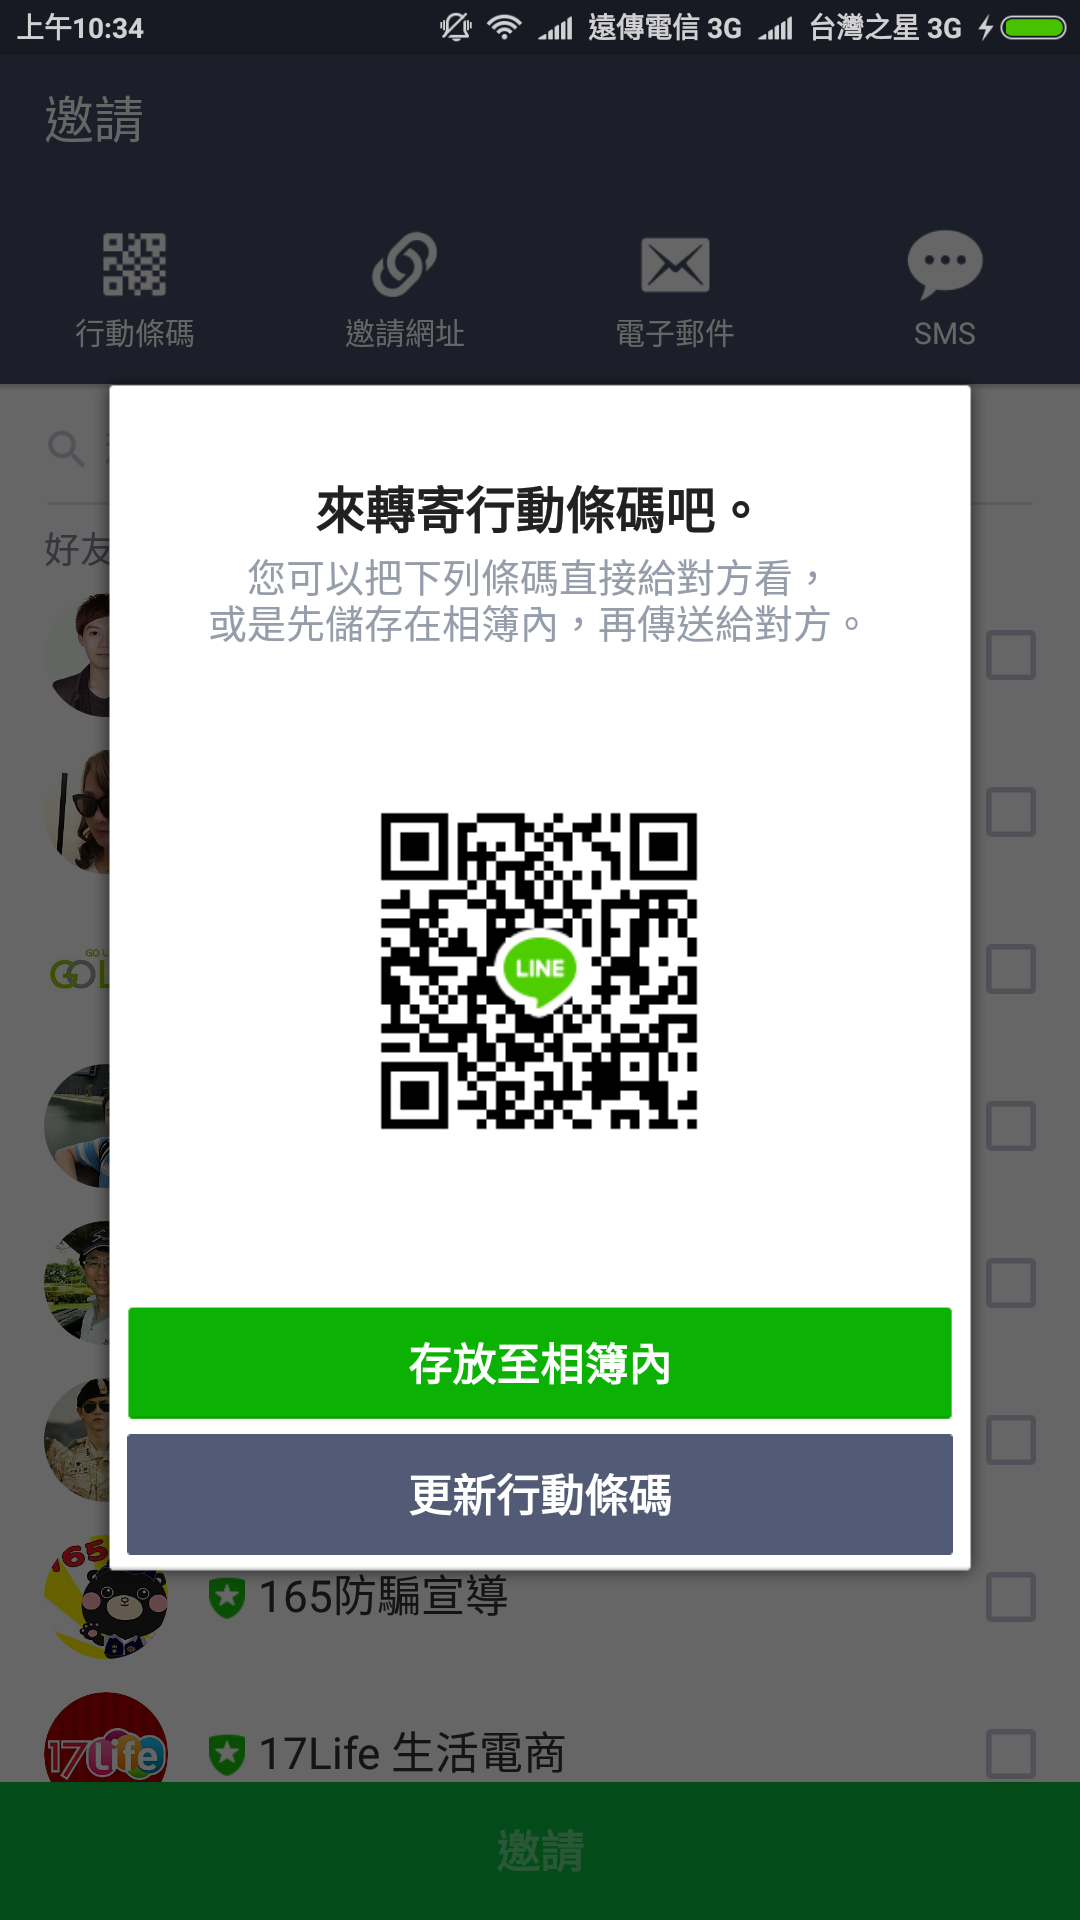 上午10:34
遠傳電信 3G
台灣之星 3G
邀請
行動條碼
邀請網址
電子郵件
SMS
好友
來轉寄行動條碼吧。
您可以把下列條碼直接給對方看，
或是先儲存在相簿內，再傳送給對方。
LINE
存放至相簿內
更新行動條碼
165
165防騙宣導
17Life
17Life 生活電商
邀請